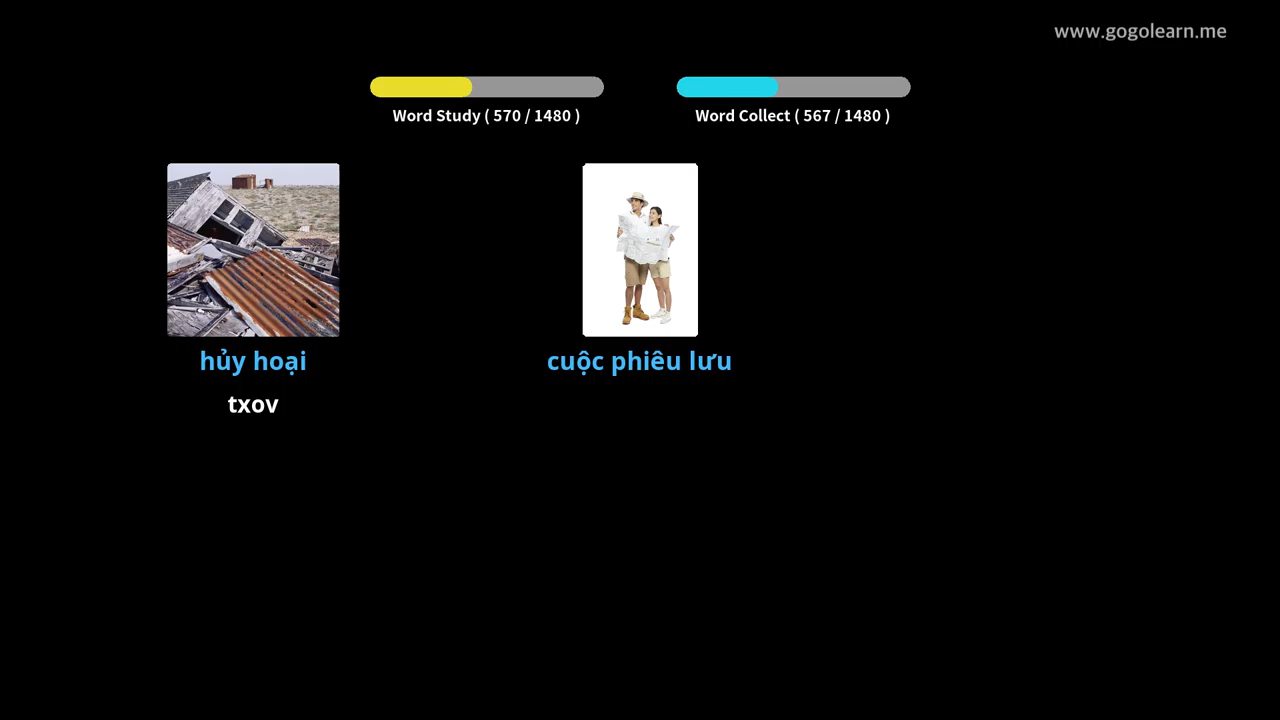 www.gogolearn.me
Word Study ( 570 / 1480 )
Word Collect ( 567 / 1480 )
hủy hoại
txov
cuộc phiêu lưu